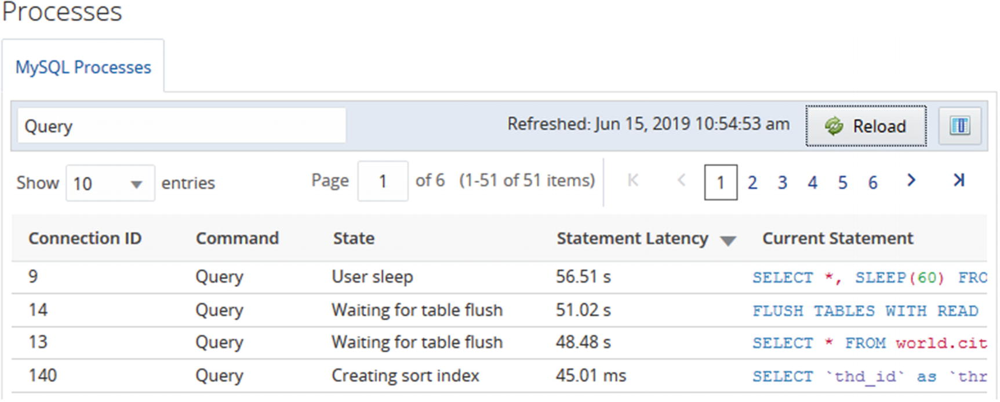 Processes
MySQL Processes
Query Refreshed: Jun 15, 2019 10:54:53 am Reload
Show 10 entries Page 1 of 6 (1-51 of 51 items) 1 2 3 4 5 6
Connection ID Command State Statement Latency Current Statement
9 Query User sleep 56.51 s SELECT *, SLEEP(60) FRO
14 Query Waiting for table flush 51.02 s FLUSH TABLES WITH READ
13 Query Waiting for table flush 48.48 s SELECT * FROM world.cit
140 Query Creating sort index 45.01 ms SELECT `thd_id` as `thr